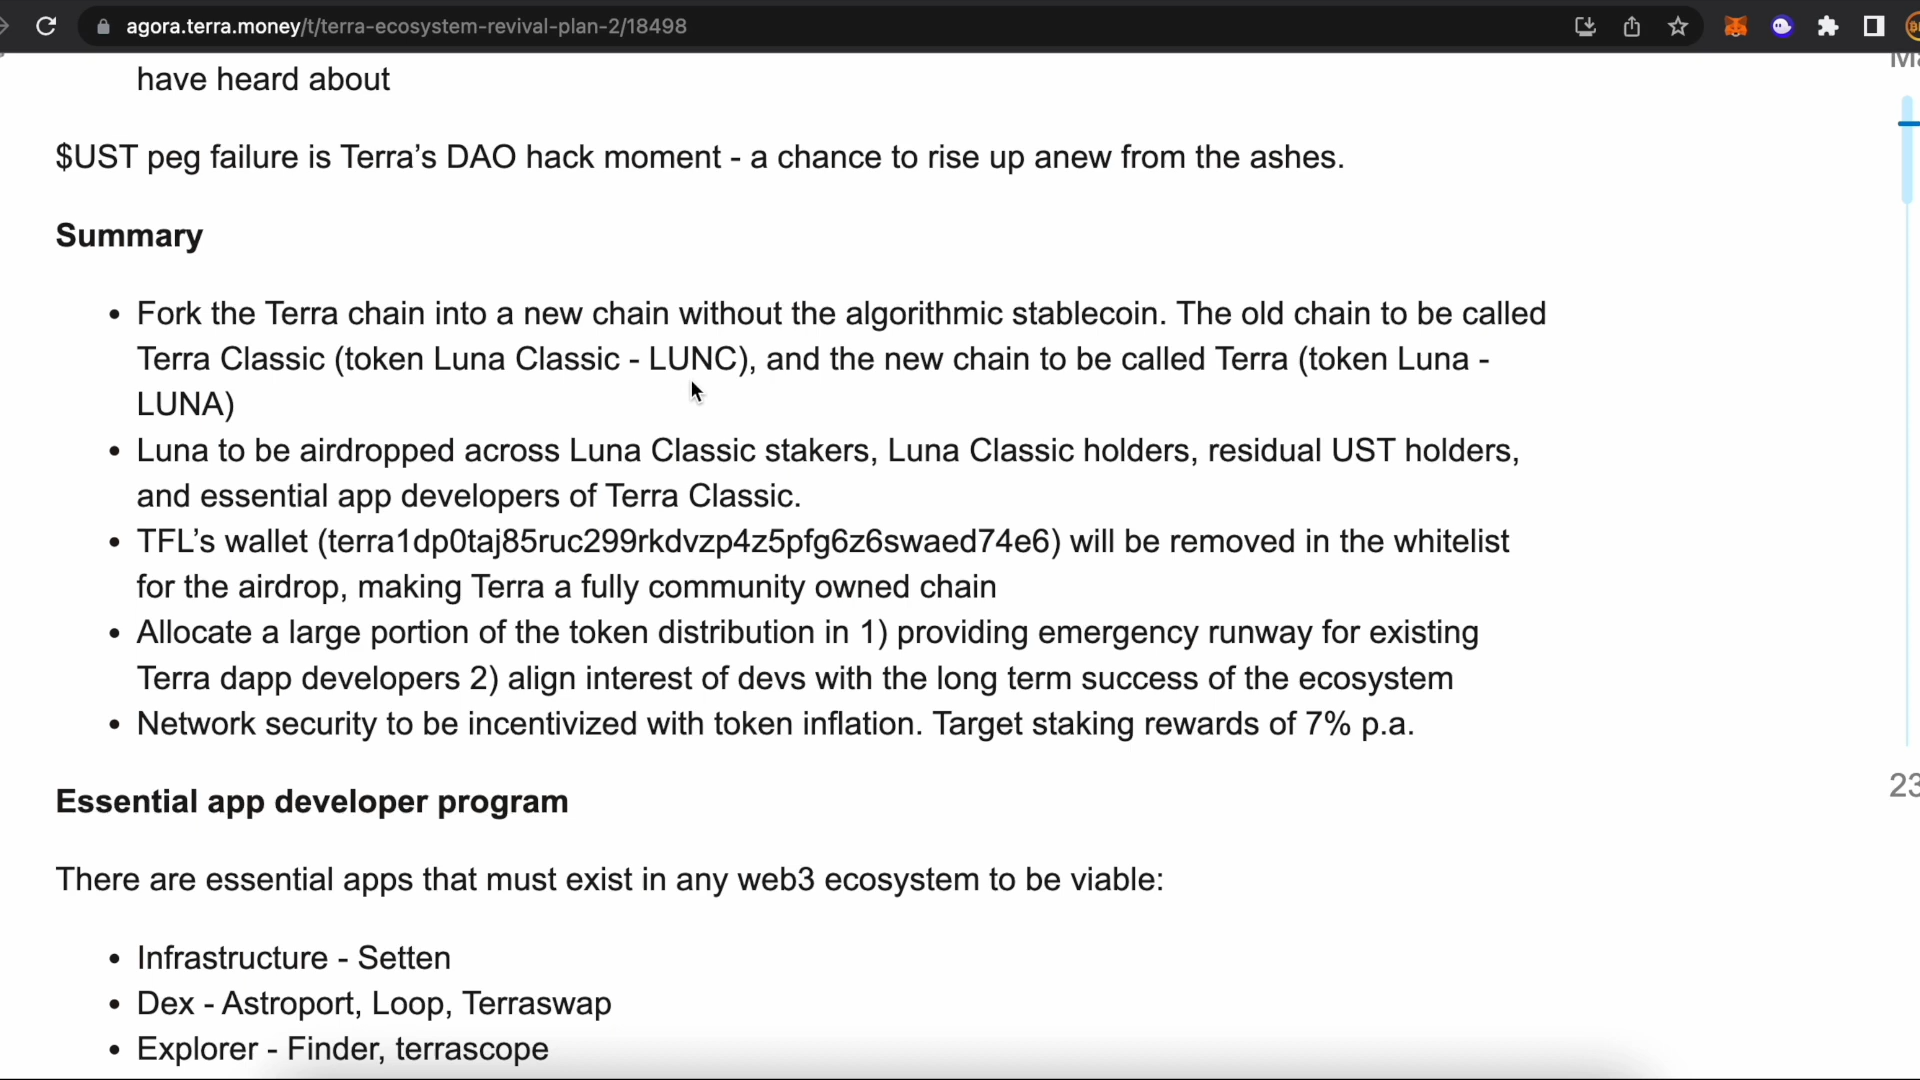 agora.terra.money/t/terra-ecosystem-revival-plan-2/18498
have heard about
$UST peg failure is Terra’s DAO hack moment - a chance to rise up anew from the ashes.
Summary
• Fork the Terra chain into a new chain without the algorithmic stablecoin. The old chain to be called
Terra Classic (token Luna Classic - LUNC), and the new chain to be called Terra (token Luna -
LUNA)
• Luna to be airdropped across Luna Classic stakers, Luna Classic holders, residual UST holders,
and essential app developers of Terra Classic.
• TFL’s wallet (terra1dp0taj85ruc299rkdvzp4z5pfg6z6swaed74e6) will be removed in the whitelist
for the airdrop, making Terra a fully community owned chain
• Allocate a large portion of the token distribution in 1) providing emergency runway for existing
Terra dapp developers 2) align interest of devs with the long term success of the ecosystem
• Network security to be incentivized with token inflation. Target staking rewards of 7% p.a.
23
Essential app developer program
There are essential apps that must exist in any web3 ecosystem to be viable:
• Infrastructure - Setten
• Dex - Astroport, Loop, Terraswap
• Explorer - Finder, terrascope